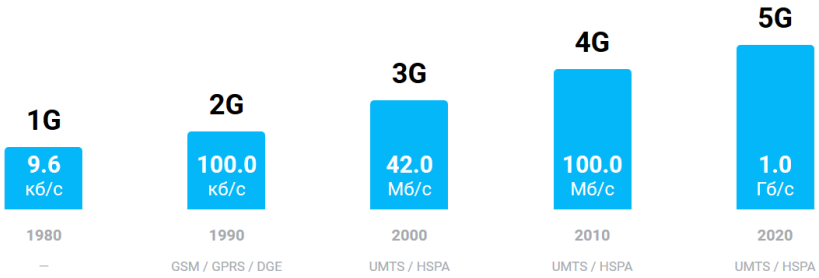 1G
9.6
кб/с
1980
—
2G
100.0
кб/с
1990
GSM / GPRS / DGE
3G
42.0
Мб/с
2000
UMTS / HSPA
4G
100.0
Мб/с
2010
UMTS / HSPA
5G
1.0
Гб/с
2020
UMTS / HSPA